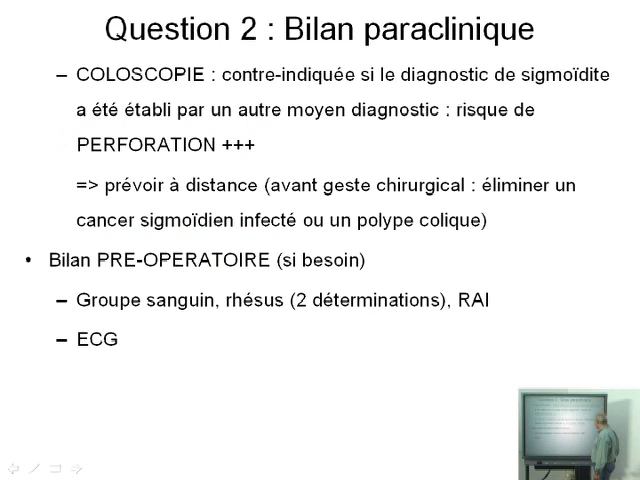 Question 2 : Bilan paraclinique
– COLOSCOPIE : contre-indiquée si le diagnostic de sigmoïdite
a été établi par un autre moyen diagnostic : risque de
PERFORATION +++
=> prévoir à distance (avant geste chirurgical : éliminer un
cancer sigmoïdien infecté ou un polype colique)
• Bilan PRE-OPERATOIRE (si besoin)
– Groupe sanguin, rhésus (2 déterminations), RAI
– ECG